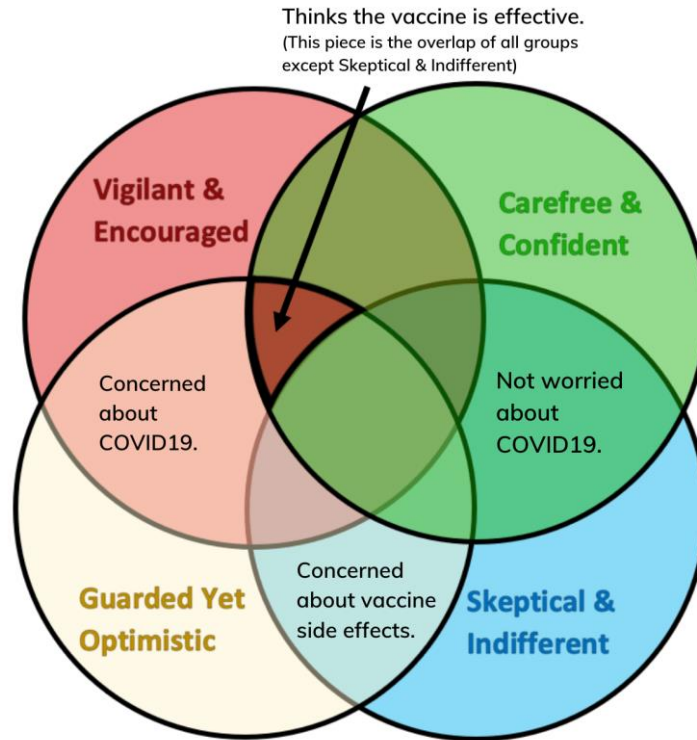 Thinks the vaccine is effective.
(This piece is the overlap of all groups
except Skeptical & Indifferent)
Vigilant &
Encouraged
Carefree &
Confident
Concerned
about
COVID19.
Not worried
about
COVID19.
Guarded Yet
Optimistic
Concerned
about vaccine
side effects.
Skeptical &
Indifferent